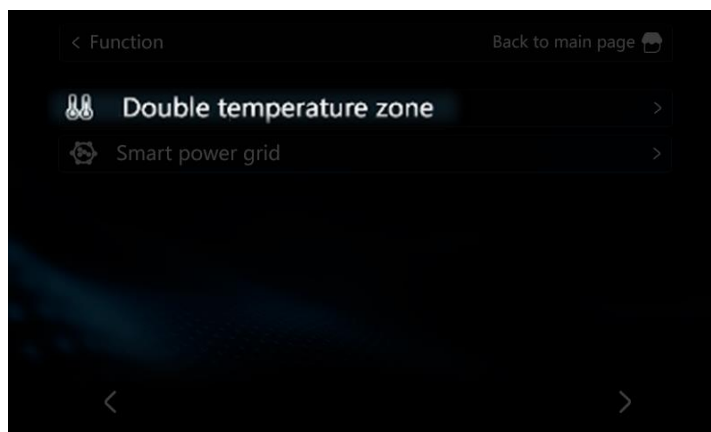 < Function
Back to main page
Double temperature zone >
Smart power grid >
< >